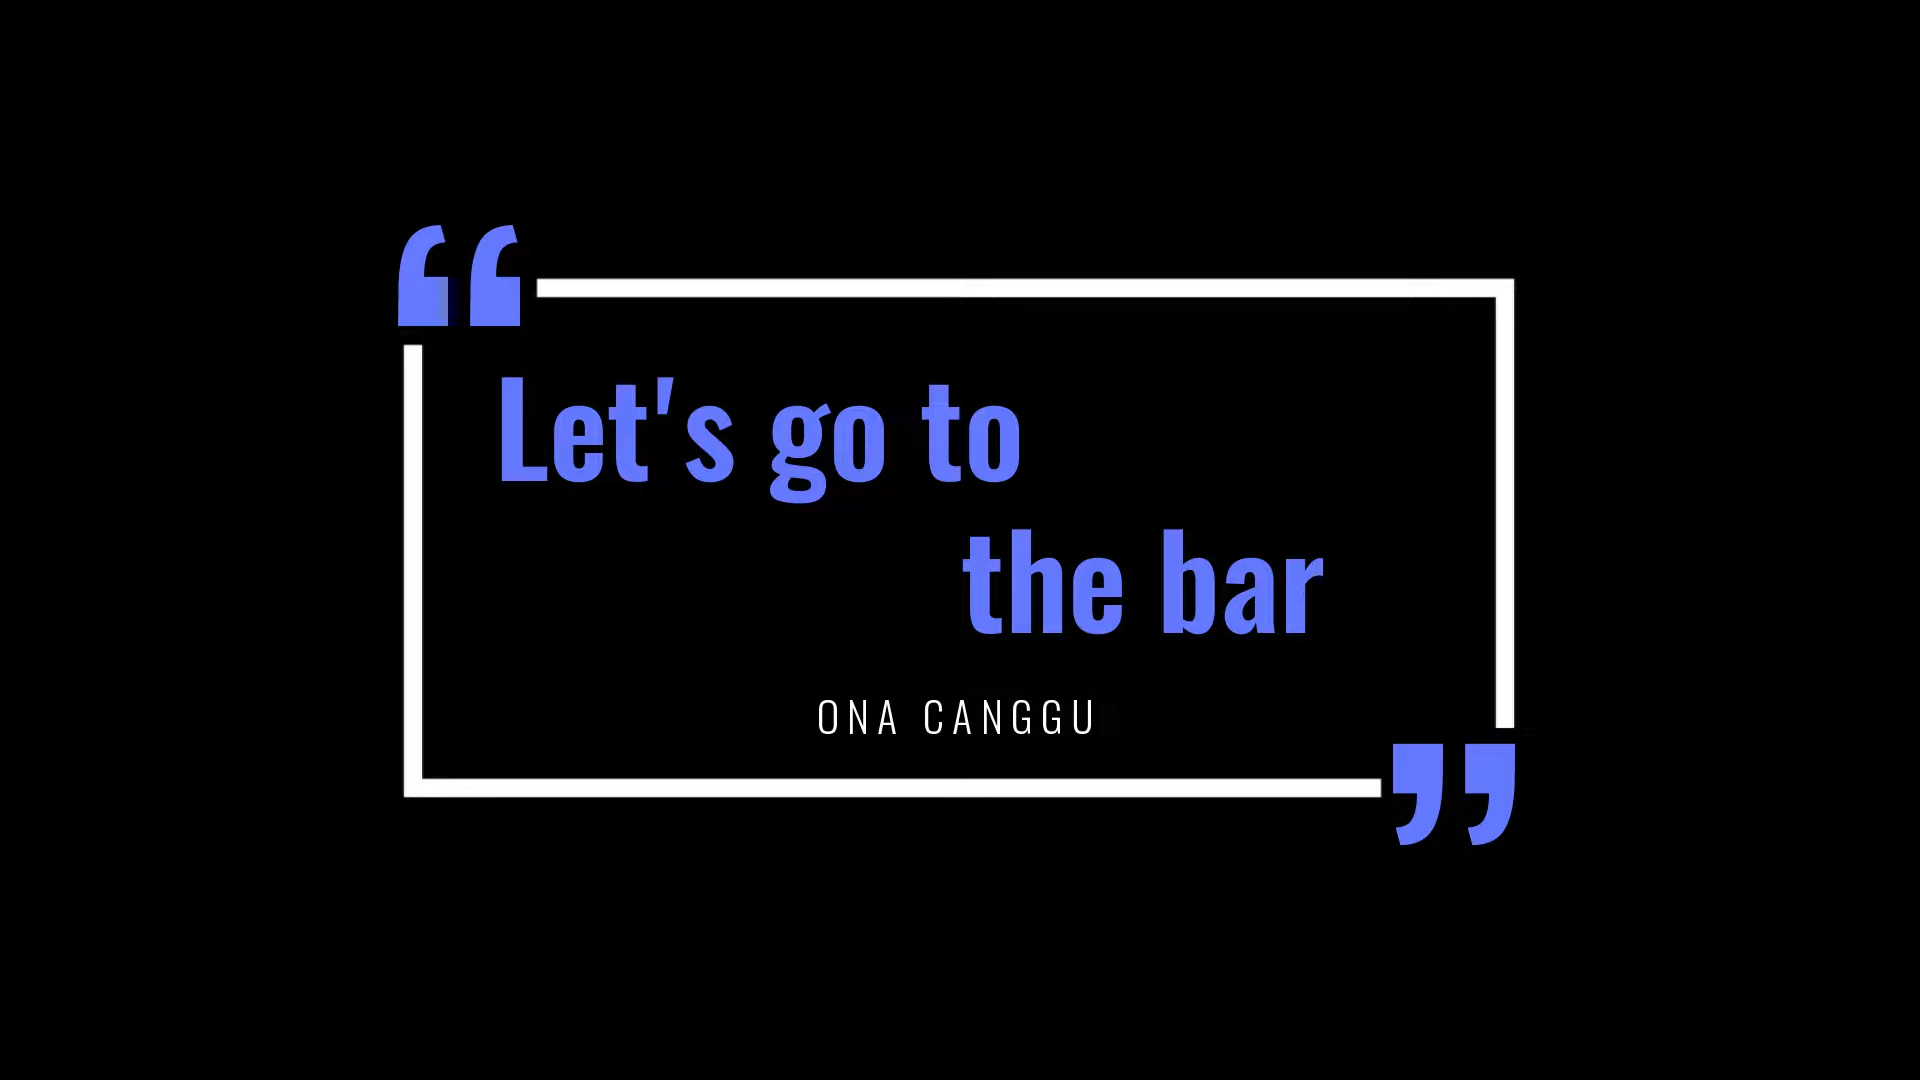 “
Let's go to
the bar
ONA CANGGU
”